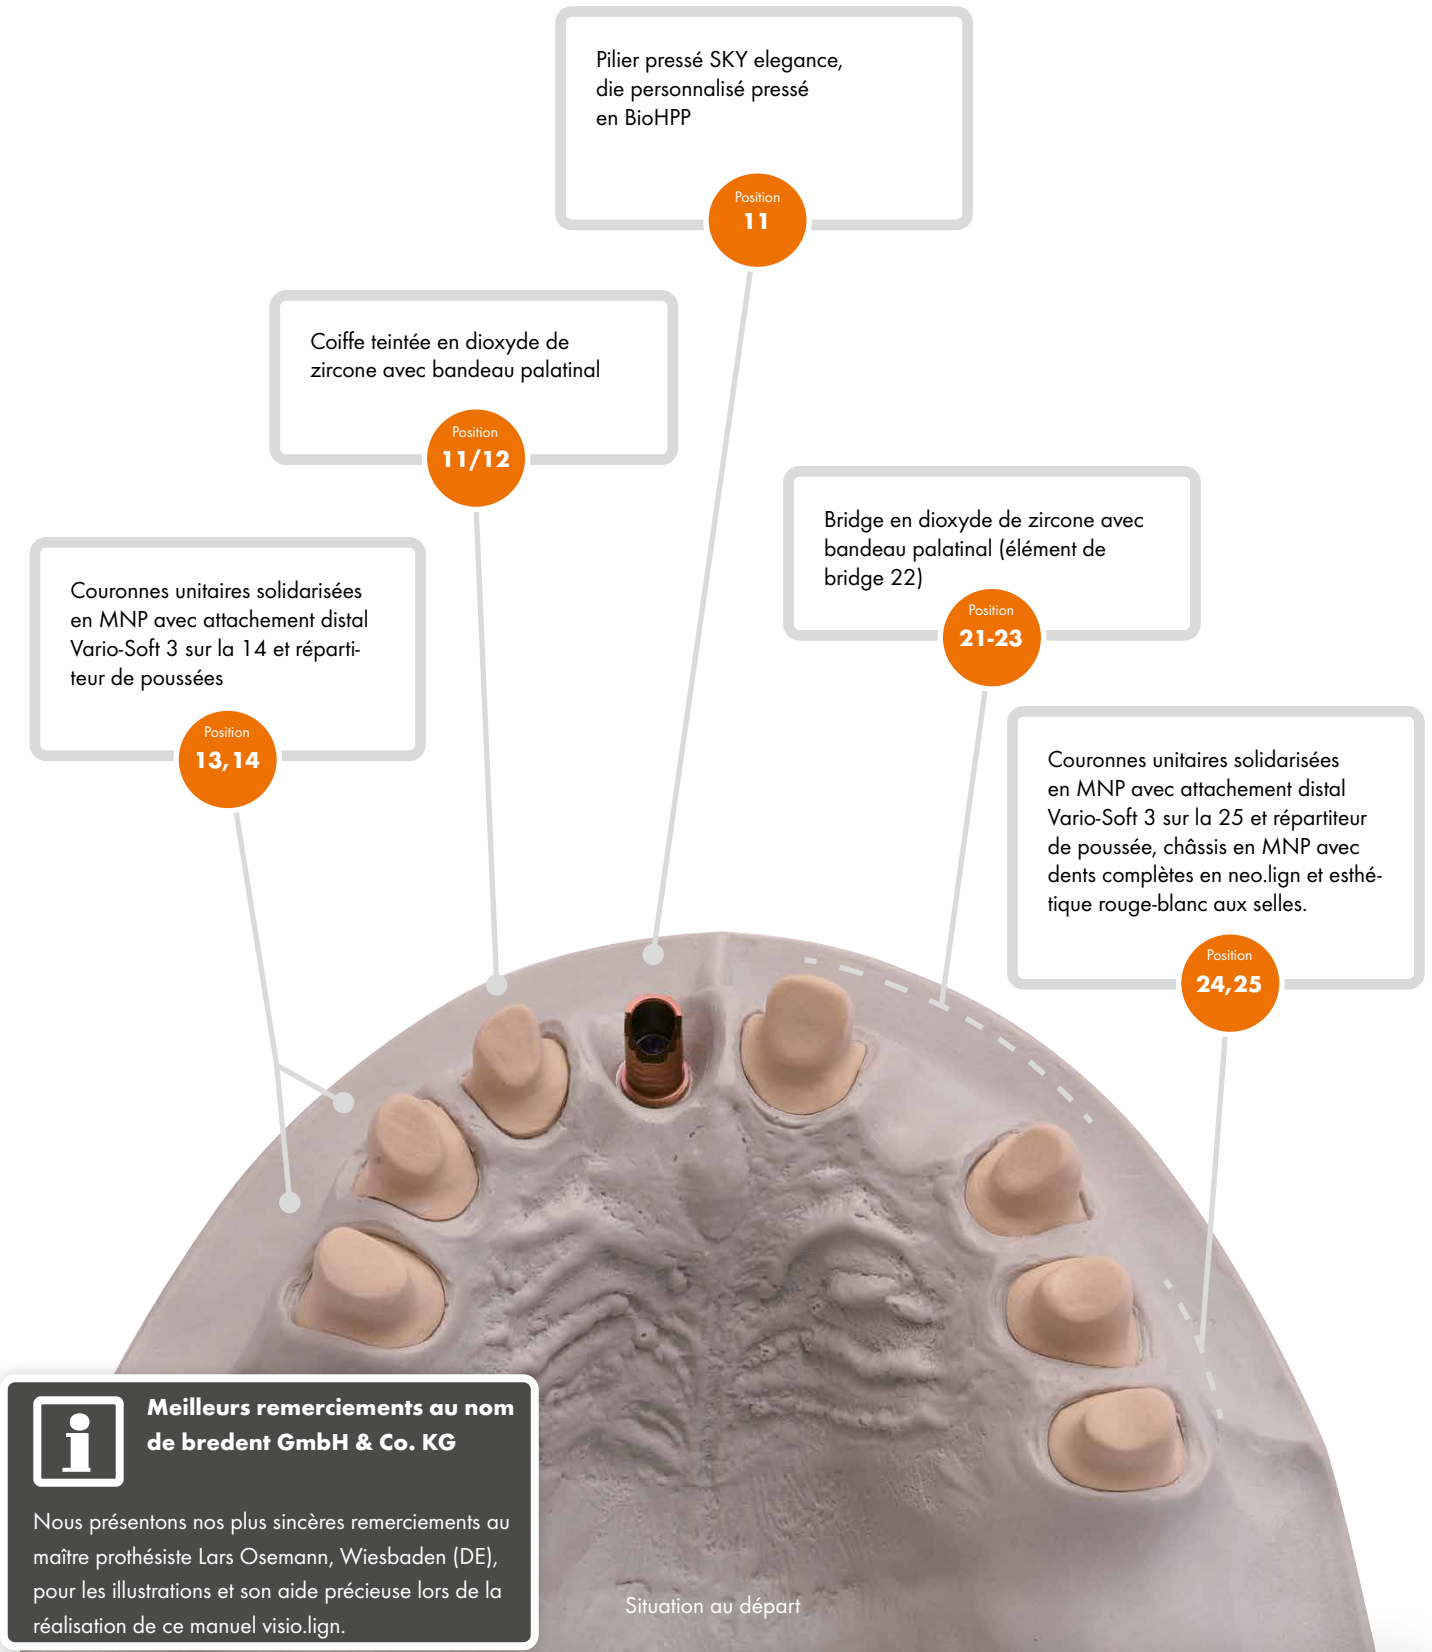 Pilier pressé SKY elegance,
die personnalisé pressé
en BioHPP
Position
11
Coiffe teintée en dioxyde de
zircone avec bandeau palatinal
Position
11/12
Bridge en dioxyde de zircone avec
bandeau palatinal (élément de
bridge 22)
Position
21-23
Couronnes unitaires solidarisées
en MNP avec attachement distal
Vario-Soft 3 sur la 14 et réparti-
teur de poussées
Position
13,14
Couronnes unitaires solidarisées
en MNP avec attachement distal
Vario-Soft 3 sur la 25 et répartiteur
de poussée, châssis en MNP avec
dents complètes en neo.lign et esthé-
tique rouge-blanc aux selles.
Position
24,25
Meilleurs remerciements au nom
de bredent GmbH & Co. KG
Nous présentons nos plus sincères remerciements au
maître prothésiste Lars Osemann, Wiesbaden (DE),
pour les illustrations et son aide précieuse lors de la
réalisation de ce manuel visio.lign.
Situation au départ